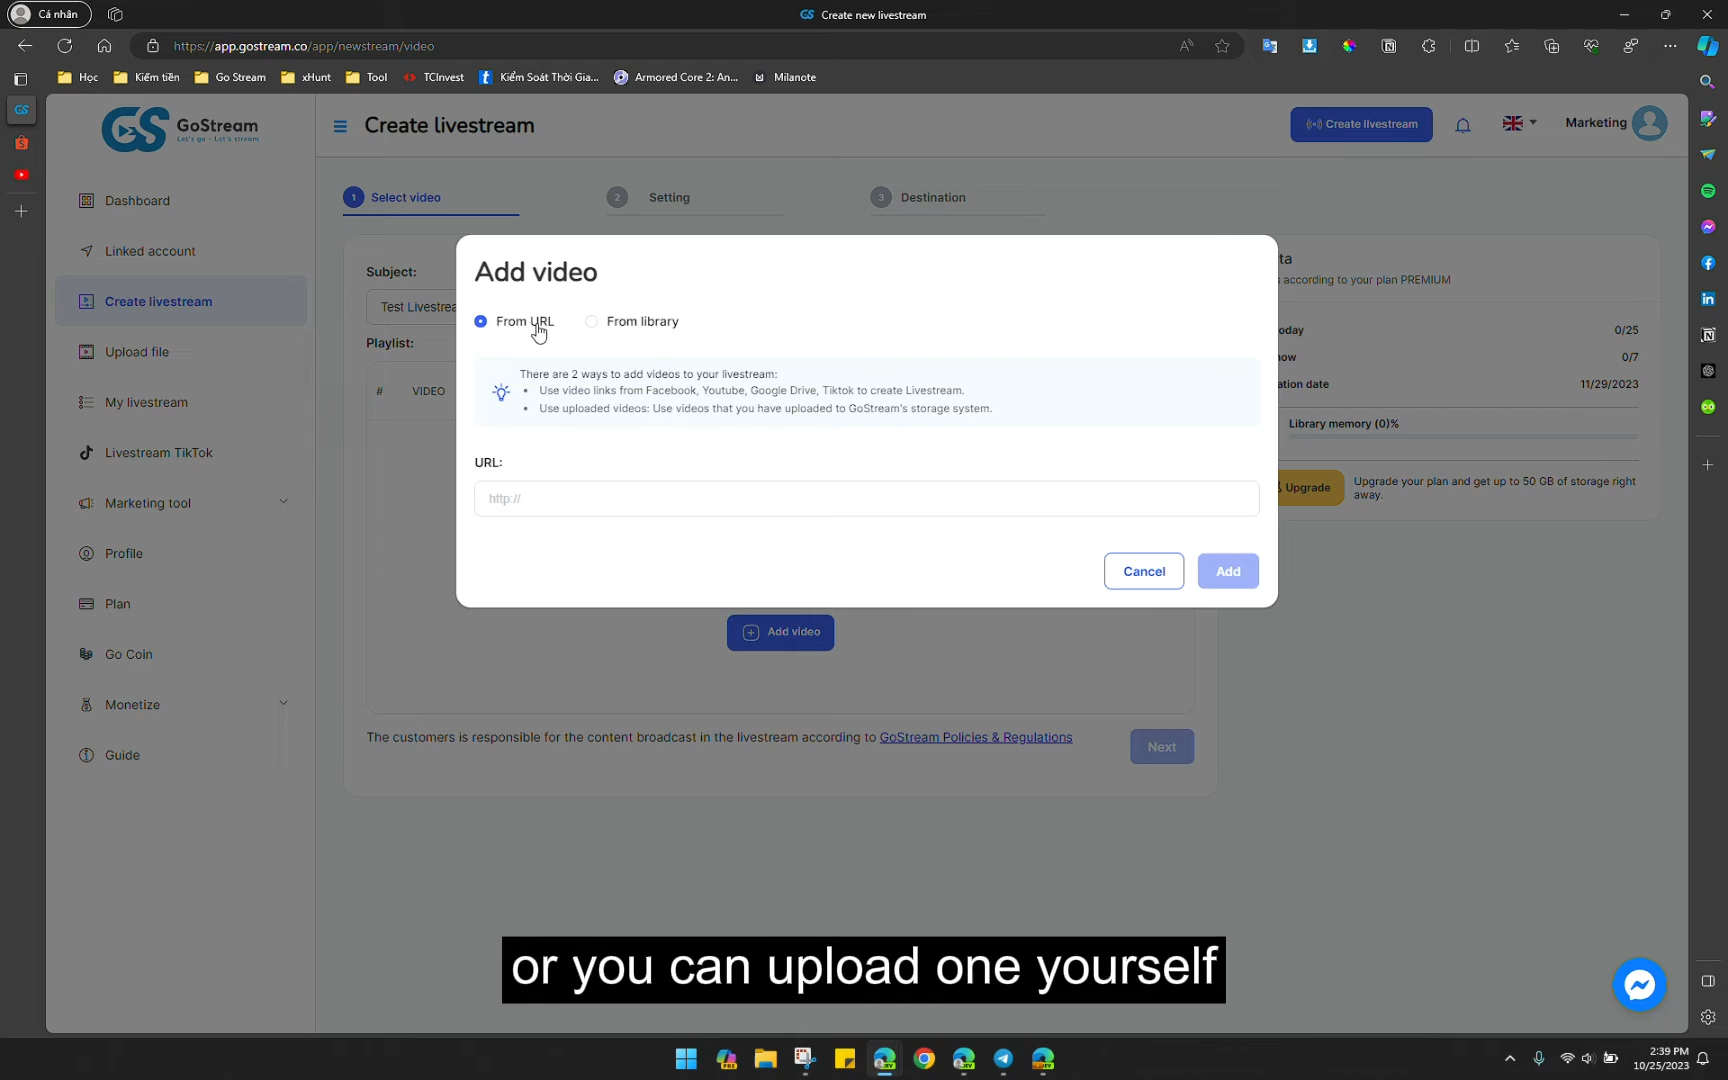 Cá nhân
Create new livestream
https://app.gostream.co/app/newstream/video
Học
Kiếm tiền
Go Stream
xHunt
Tool
TCInvest
Kiểm Soát Thời Gia...
Armored Core 2: An...
Milanote
GS GoStream
Let's go - Let's stream
Create livestream
Create livestream
Marketing
Dashboard
Linked account
Create livestream
Upload file
My livestream
Livestream TikTok
Marketing tool
Profile
Plan
Go Coin
Monetize
Guide
1 Select video
2 Setting
3 Destination
Subject:
Test Livestrea
Playlist:
# VIDEO
Add video
From URL
From library
There are 2 ways to add videos to your livestream:
• Use video links from Facebook, Youtube, Google Drive, Tiktok to create Livestream.
• Use uploaded videos: Use videos that you have uploaded to GoStream's storage system.
URL:
http://
Cancel
Add
Add video
The customers is responsible for the content broadcast in the livestream according to GoStream Policies & Regulations
Next
ta
s according to your plan PREMIUM
oday 0/25
now 0/7
ation date 11/29/2023
Library memory (0)%
Upgrade
Upgrade your plan and get up to 50 GB of storage right
away.
or you can upload one yourself
2:39 PM
10/25/2023